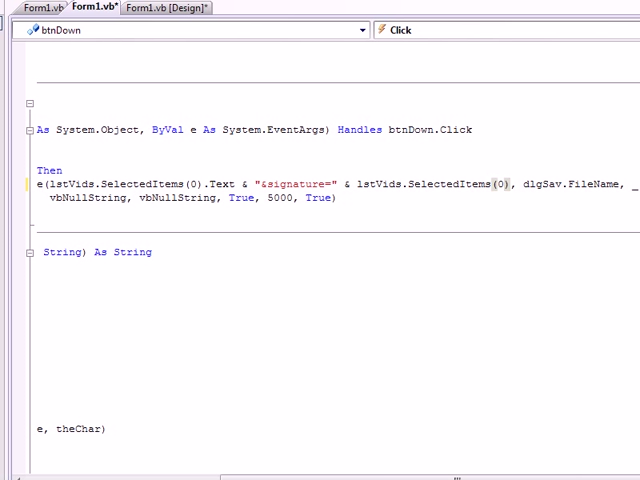 Form1.vb
Form1.vb*
Form1.vb [Design]*
btnDown
Click
As System.Object, ByVal e As System.EventArgs) Handles btnDown.Click
Then
e(lstVids.SelectedItems(0).Text & "&signature=" & lstVids.SelectedItems(0), dlgSav.FileName, _
vbNullString, vbNullString, True, 5000, True)
String) As String
e, theChar)